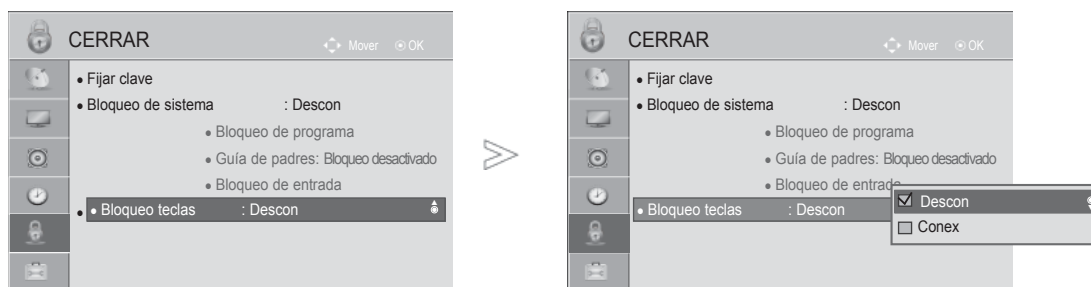 CERRAR Mover OK
• Fijar clave
• Bloqueo de sistema : Descon
• Bloqueo de programa
• Guía de padres: Bloqueo desactivado
• Bloqueo de entrada
• • Bloqueo teclas : Descon
CERRAR Mover OK
• Fijar clave
• Bloqueo de sistema : Descon
• Bloqueo de programa
• Guía de padres: Bloqueo desactivado
• Bloqueo de entrada
• Bloqueo teclas : Descon
Descon
Conex